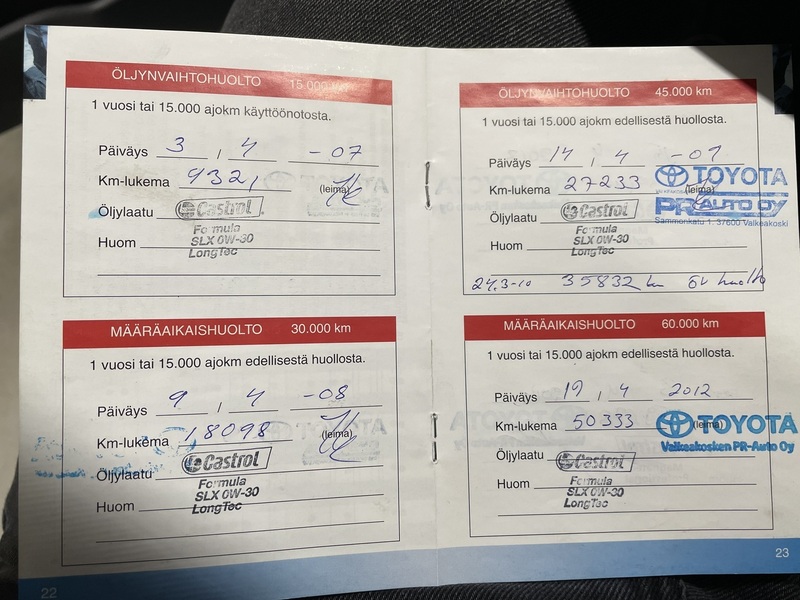 ÖLJYNVAIHTOHUOLTO 15.000 km
1 vuosi tai 15.000 ajokm käyttöönotosta.
Päiväys 3 / 4 -07
Km-lukema 9321 (leima)
Öljylaatu Castrol
Formula
Huom SLX 0W-30
LongTec
MÄÄRÄAIKAISHUOLTO 30.000 km
1 vuosi tai 15.000 ajokm edellisestä huollosta.
Päiväys 9 / 4 -08
Km-lukema 18098 (leima)
Öljylaatu Castrol
Formula
SLX 0W-30
Huom LongTec
22
ÖLJYNVAIHTOHUOLTO 45.000 km
1 vuosi tai 15.000 ajokm edellisestä huollosta.
Päiväys 14 / 4 -09
TOYOTA
Km-lukema 27233 (leima)
PR-AUTO OY
Sammonkatu 1, 37600 Valkeakoski
Öljylaatu Castrol
Formula
Huom SLX 0W-30
LongTec
24.3-10 35832 km 6v huolto
MÄÄRÄAIKAISHUOLTO 60.000 km
1 vuosi tai 15.000 ajokm edellisestä huollosta.
Päiväys 19 / 4 2012
Km-lukema 50333 (leima) TOYOTA
Valkeakosken PR-Auto Oy
Öljylaatu Castrol
Formula
Huom SLX 0W-30
LongTec
23